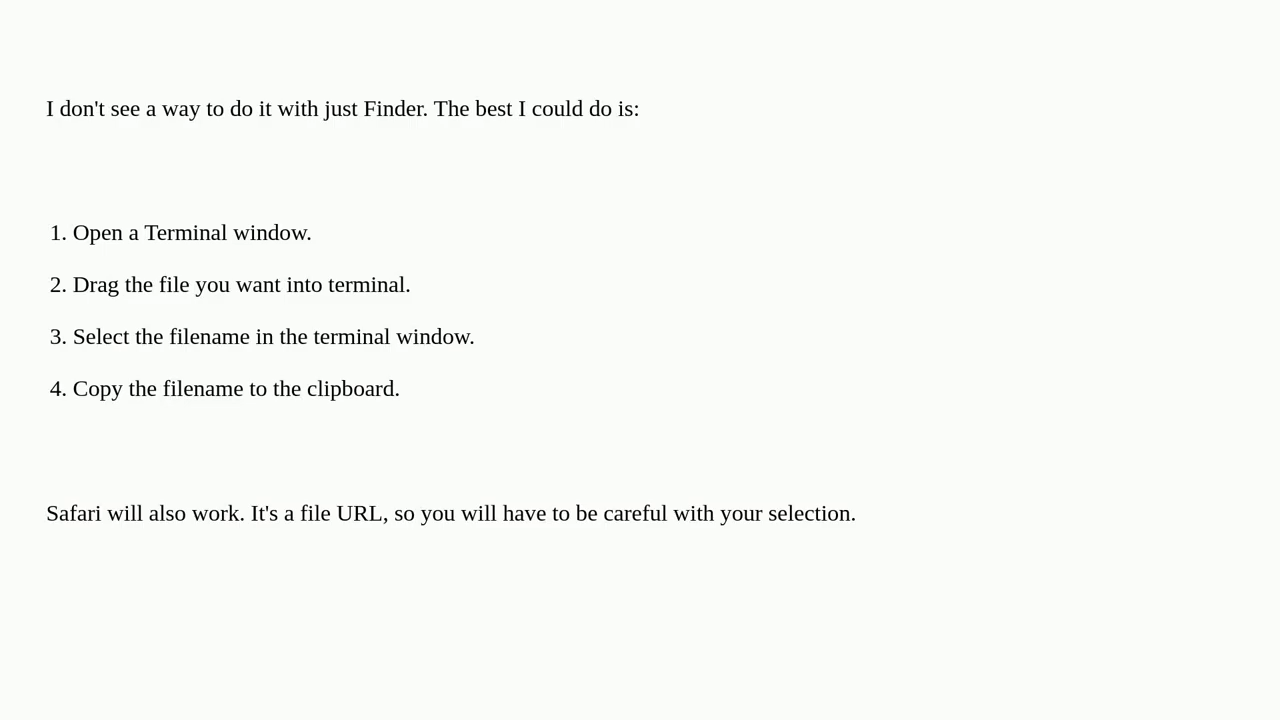 I don't see a way to do it with just Finder. The best I could do is:
1. Open a Terminal window.
2. Drag the file you want into terminal.
3. Select the filename in the terminal window.
4. Copy the filename to the clipboard.
Safari will also work. It's a file URL, so you will have to be careful with your selection.